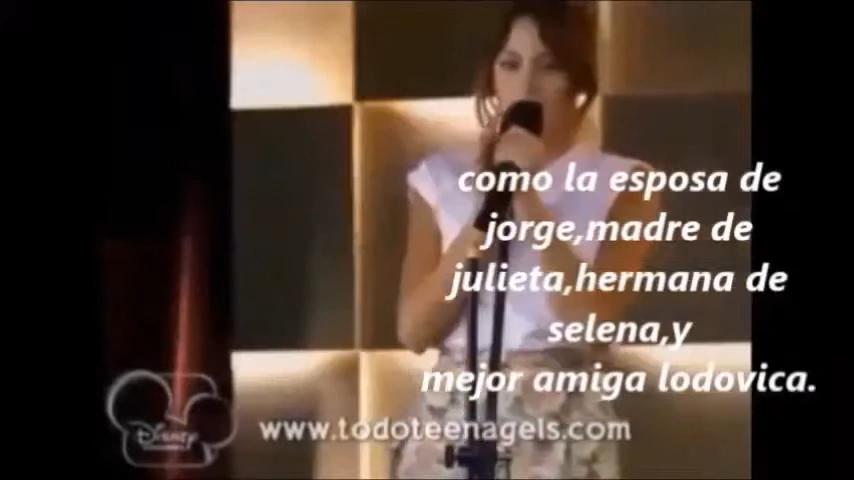 como la esposa de
jorge,madre de
julieta,hermana de
selena,y
mejor amiga lodovica.
Disney
www.todoteenagels.com